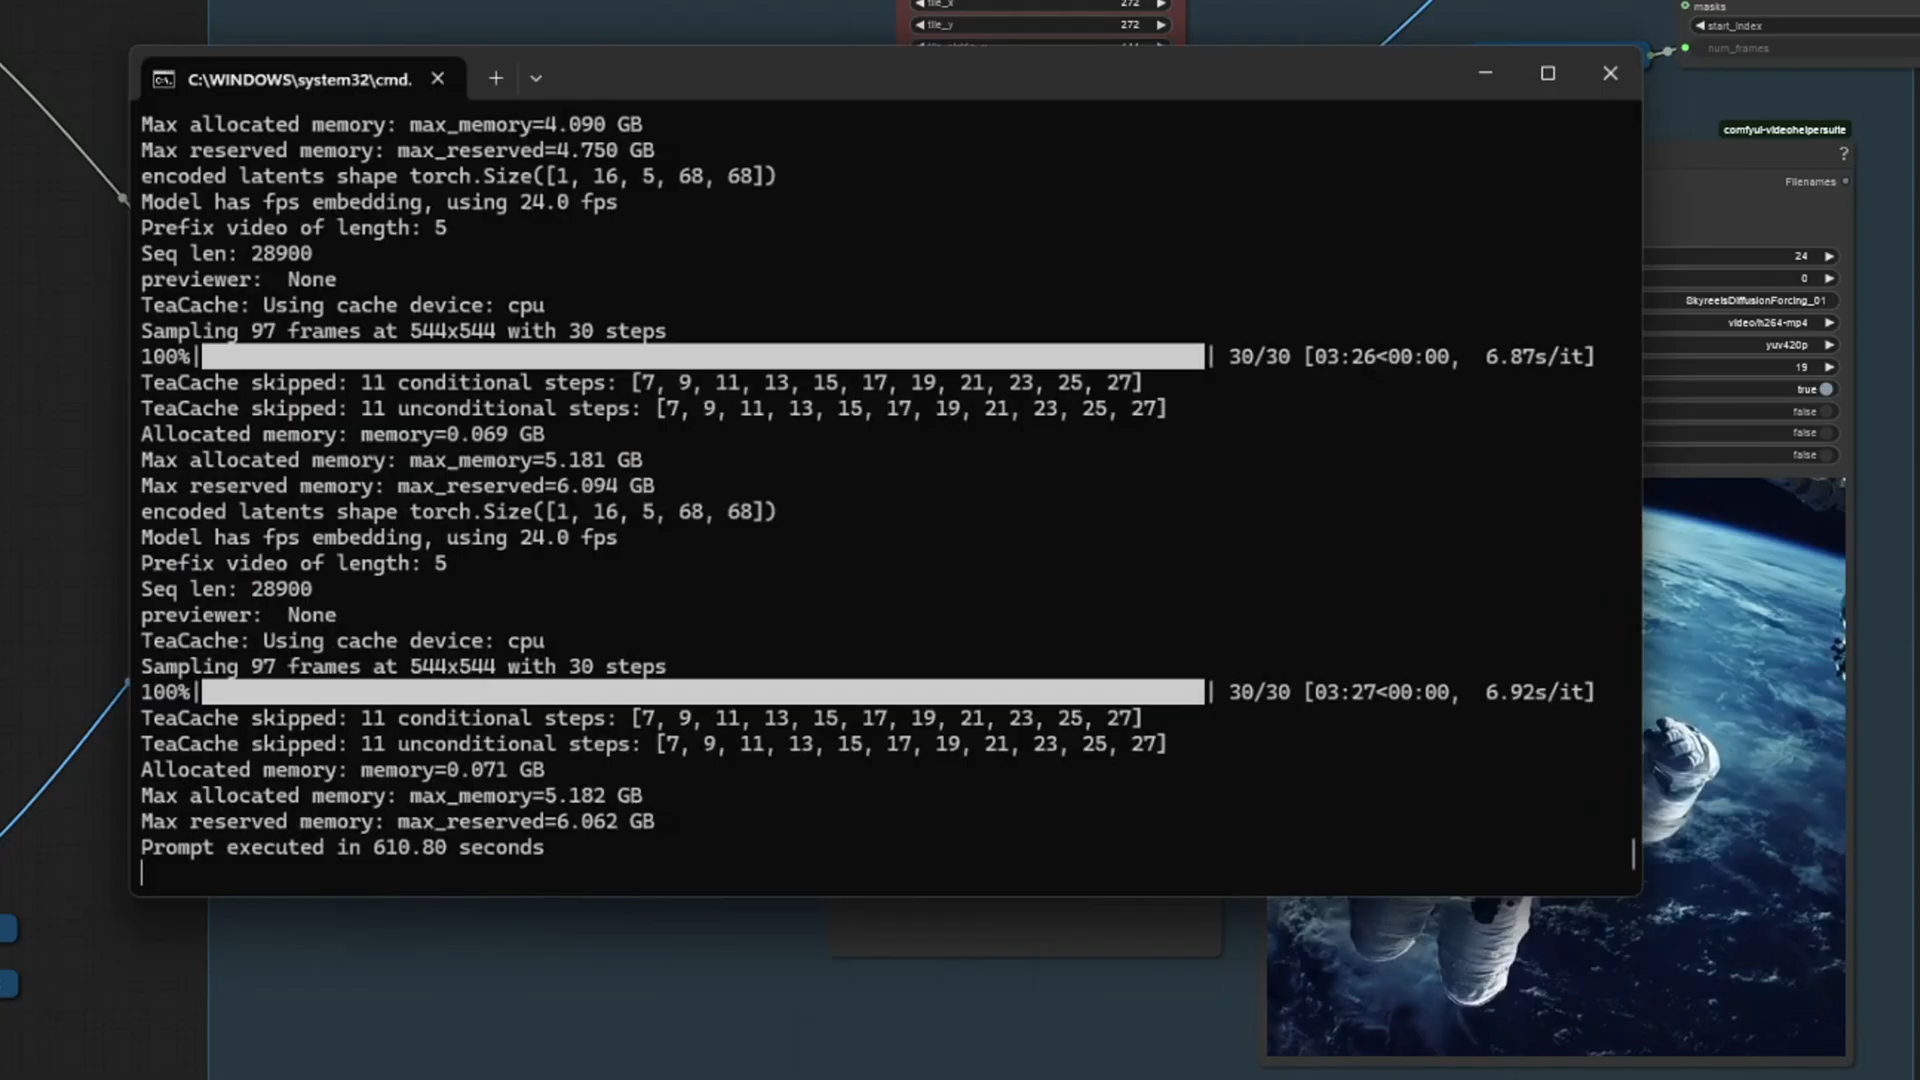 tile_x 272
tile_y 272
masks
start_index
num_frames
C:\WINDOWS\system32\cmd.
Max allocated memory: max_memory=4.090 GB
Max reserved memory: max_reserved=4.750 GB
encoded latents shape torch.Size([1, 16, 5, 68, 68])
Model has fps embedding, using 24.0 fps
Prefix video of length: 5
Seq len: 28900
previewer:  None
TeaCache: Using cache device: cpu
Sampling 97 frames at 544x544 with 30 steps
100%| | 30/30 [03:26<00:00,  6.87s/it]
TeaCache skipped: 11 conditional steps: [7, 9, 11, 13, 15, 17, 19, 21, 23, 25, 27]
TeaCache skipped: 11 unconditional steps: [7, 9, 11, 13, 15, 17, 19, 21, 23, 25, 27]
Allocated memory: memory=0.069 GB
Max allocated memory: max_memory=5.181 GB
Max reserved memory: max_reserved=6.094 GB
encoded latents shape torch.Size([1, 16, 5, 68, 68])
Model has fps embedding, using 24.0 fps
Prefix video of length: 5
Seq len: 28900
previewer:  None
TeaCache: Using cache device: cpu
Sampling 97 frames at 544x544 with 30 steps
100%| | 30/30 [03:27<00:00,  6.92s/it]
TeaCache skipped: 11 conditional steps: [7, 9, 11, 13, 15, 17, 19, 21, 23, 25, 27]
TeaCache skipped: 11 unconditional steps: [7, 9, 11, 13, 15, 17, 19, 21, 23, 25, 27]
Allocated memory: memory=0.071 GB
Max allocated memory: max_memory=5.182 GB
Max reserved memory: max_reserved=6.062 GB
Prompt executed in 610.80 seconds
comfyui-videohelpersuite
?
Filenames
24
0
SkyreelsDiffusionForcing_01
video/h264-mp4
yuv420p
19
true
false
false
false